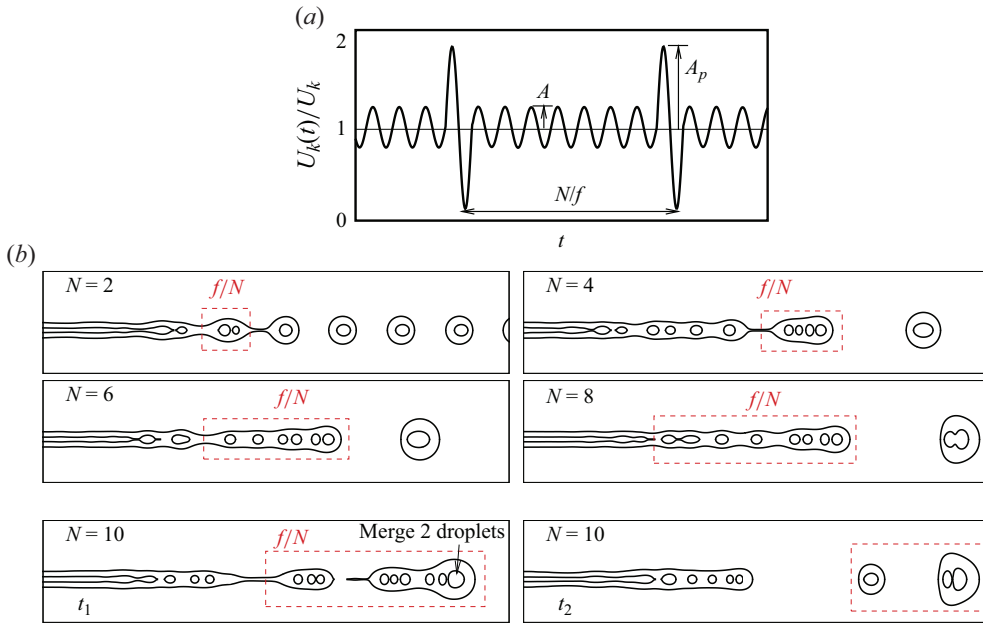 (a)
2
1
0
U_k(t)/U_k
A
A_p
N/f
t
(b)
N = 2
f/N
N = 4
f/N
N = 6
f/N
N = 8
f/N
N = 10
f/N
Merge 2 droplets
t_1
N = 10
t_2